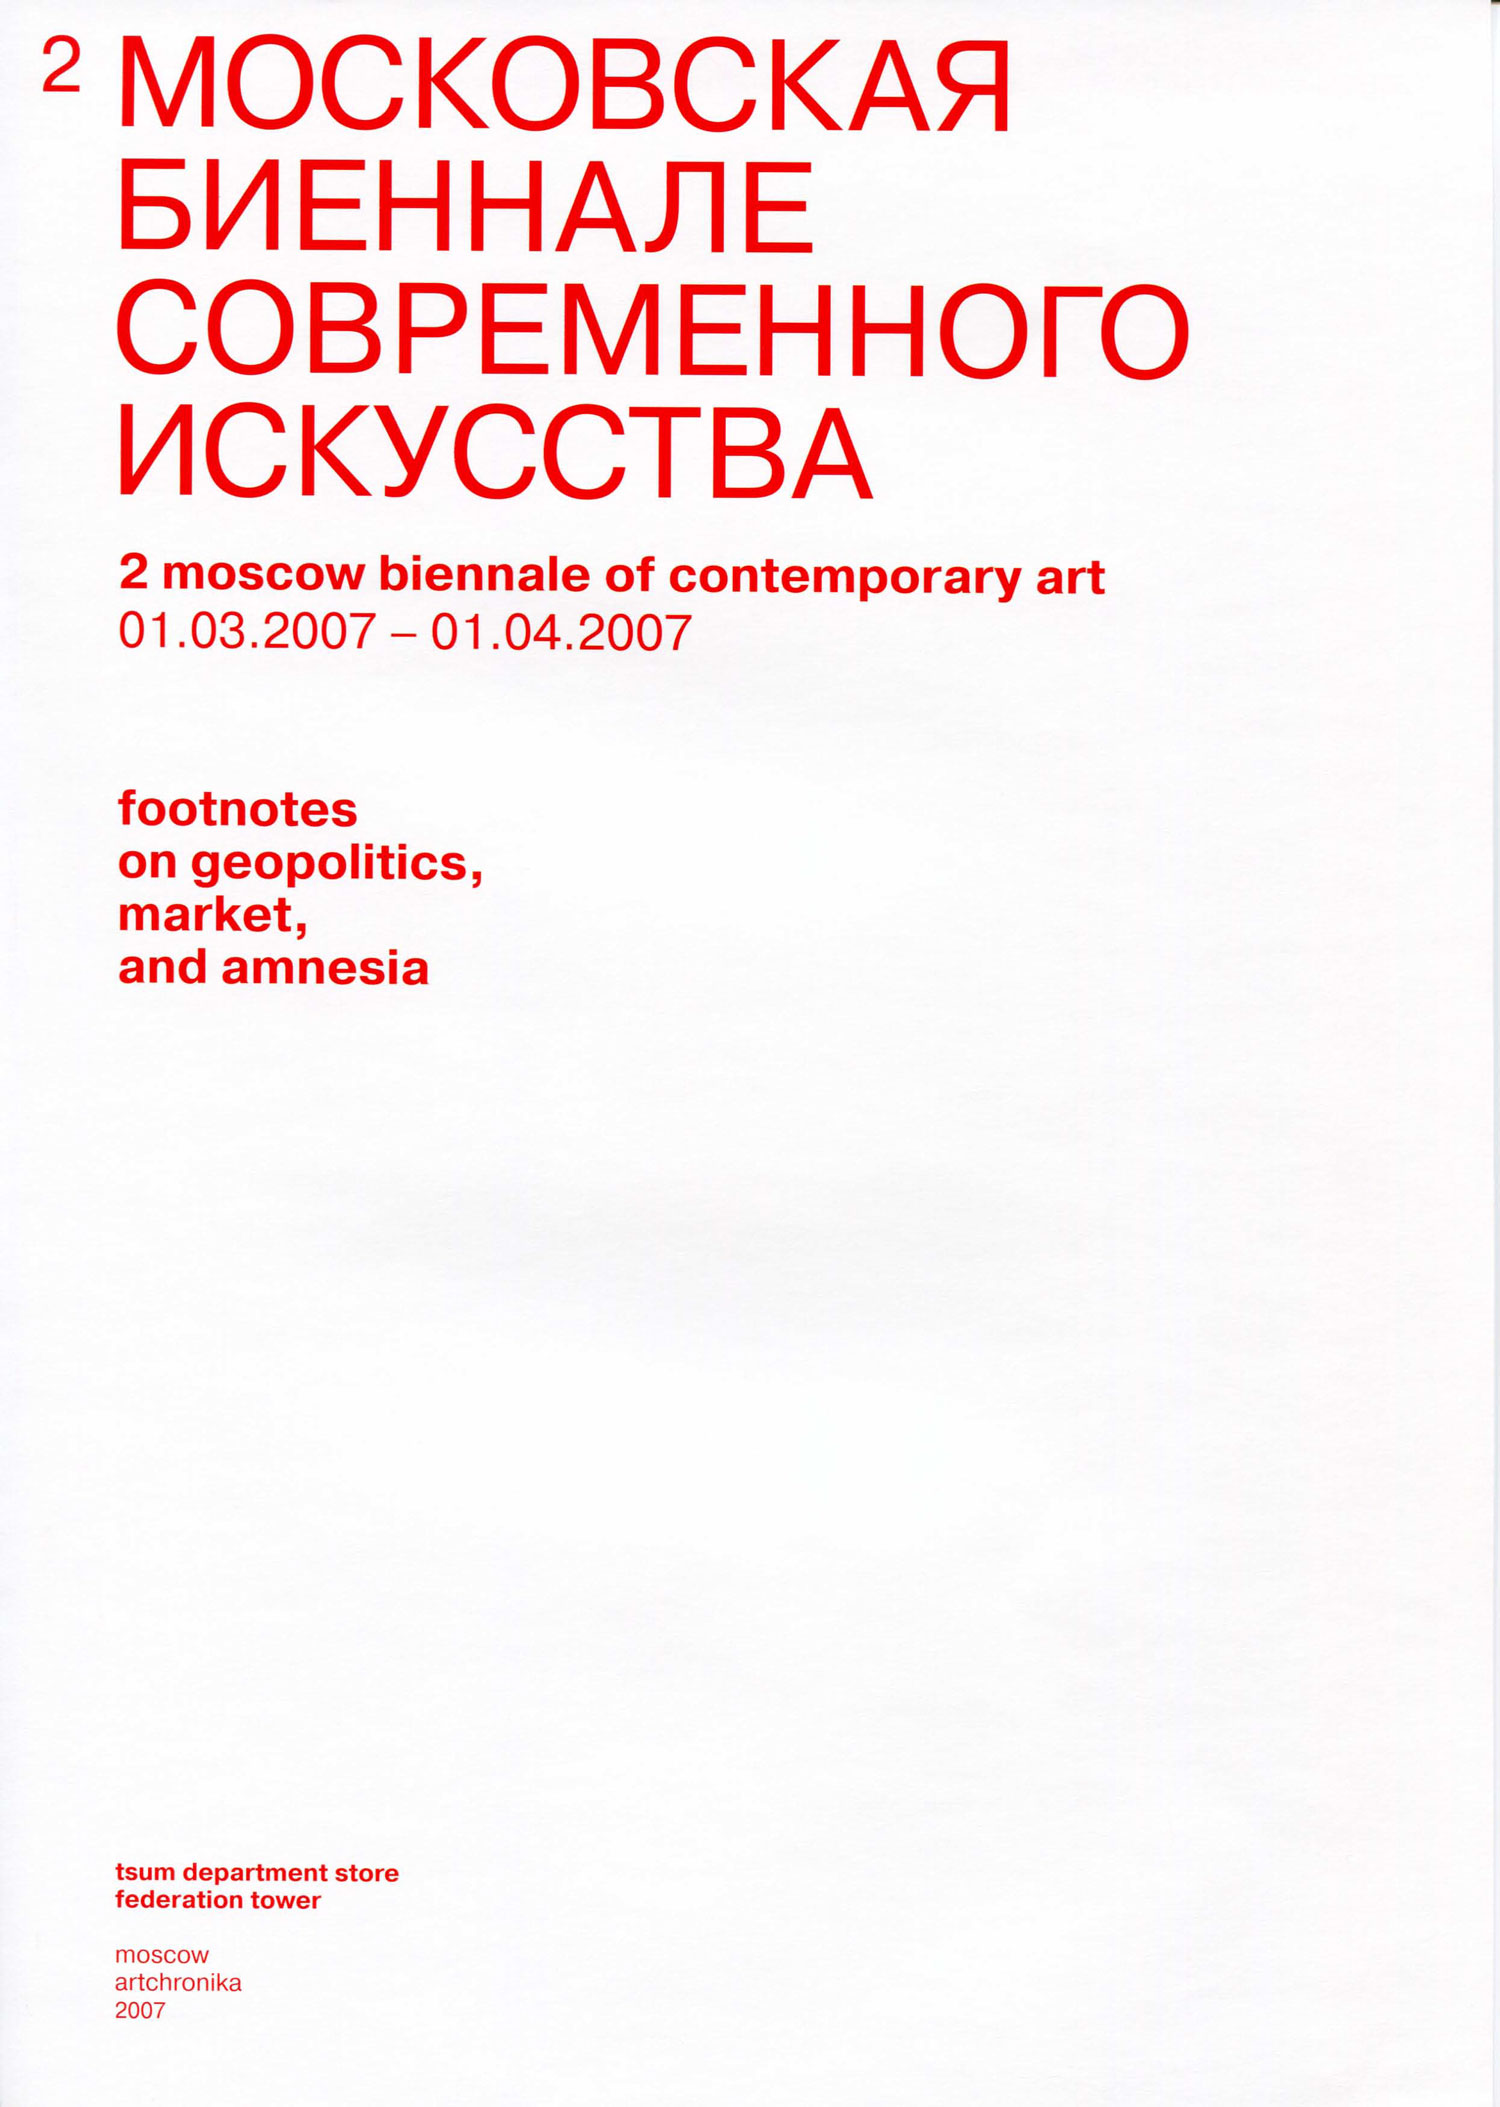 2 МОСКОВСКАЯ
БИЕННАЛЕ
СОВРЕМЕННОГО
ИСКУССТВА
2 moscow biennale of contemporary art
01.03.2007 – 01.04.2007
footnotes
on geopolitics,
market,
and amnesia
tsum department store
federation tower
moscow
artchronika
2007